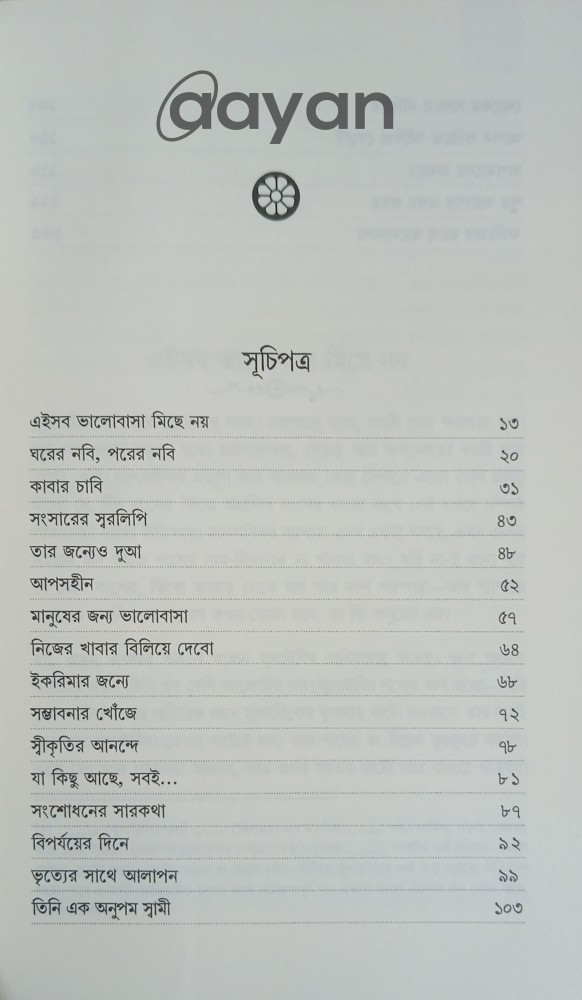 aayan
সূচিপত্র
এইসব ভালোবাসা মিছে নয় ১৩
ঘরের নবি, পরের নবি ২০
কাবার চাবি ৩১
সংসারের স্বরলিপি ৪৩
তার জন্যেও দুআ ৪৮
আপসহীন ৫২
মানুষের জন্য ভালোবাসা ৫৭
নিজের খাবার বিলিয়ে দেবো ৬৪
ইকরিমার জন্যে ৬৮
সম্ভাবনার খোঁজে ৭২
স্বীকৃতির আনন্দে ৭৮
যা কিছু আছে, সবই... ৮১
সংশোধনের সারকথা ৮৭
বিপর্যয়ের দিনে ৯২
ভৃত্যের সাথে আলাপন ৯৯
তিনি এক অনুপম স্বামী ১০৩